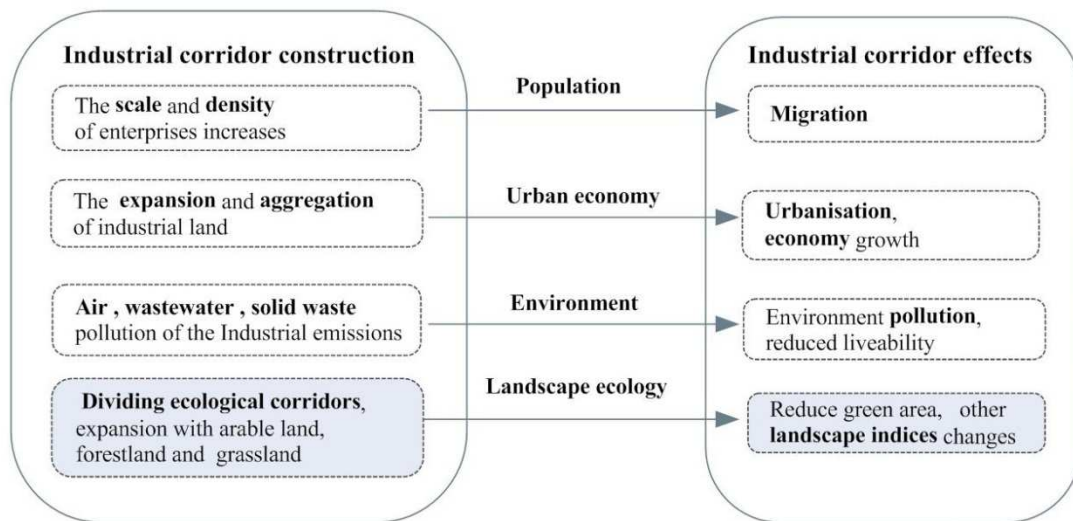 Industrial corridor construction
The scale and density
of enterprises increases
The expansion and aggregation
of industrial land
Air , wastewater , solid waste
pollution of the Industrial emissions
Dividing ecological corridors,
expansion with arable land,
forestland and grassland
Population
Urban economy
Environment
Landscape ecology
Industrial corridor effects
Migration
Urbanisation,
economy growth
Environment pollution,
reduced liveability
Reduce green area, other
landscape indices changes